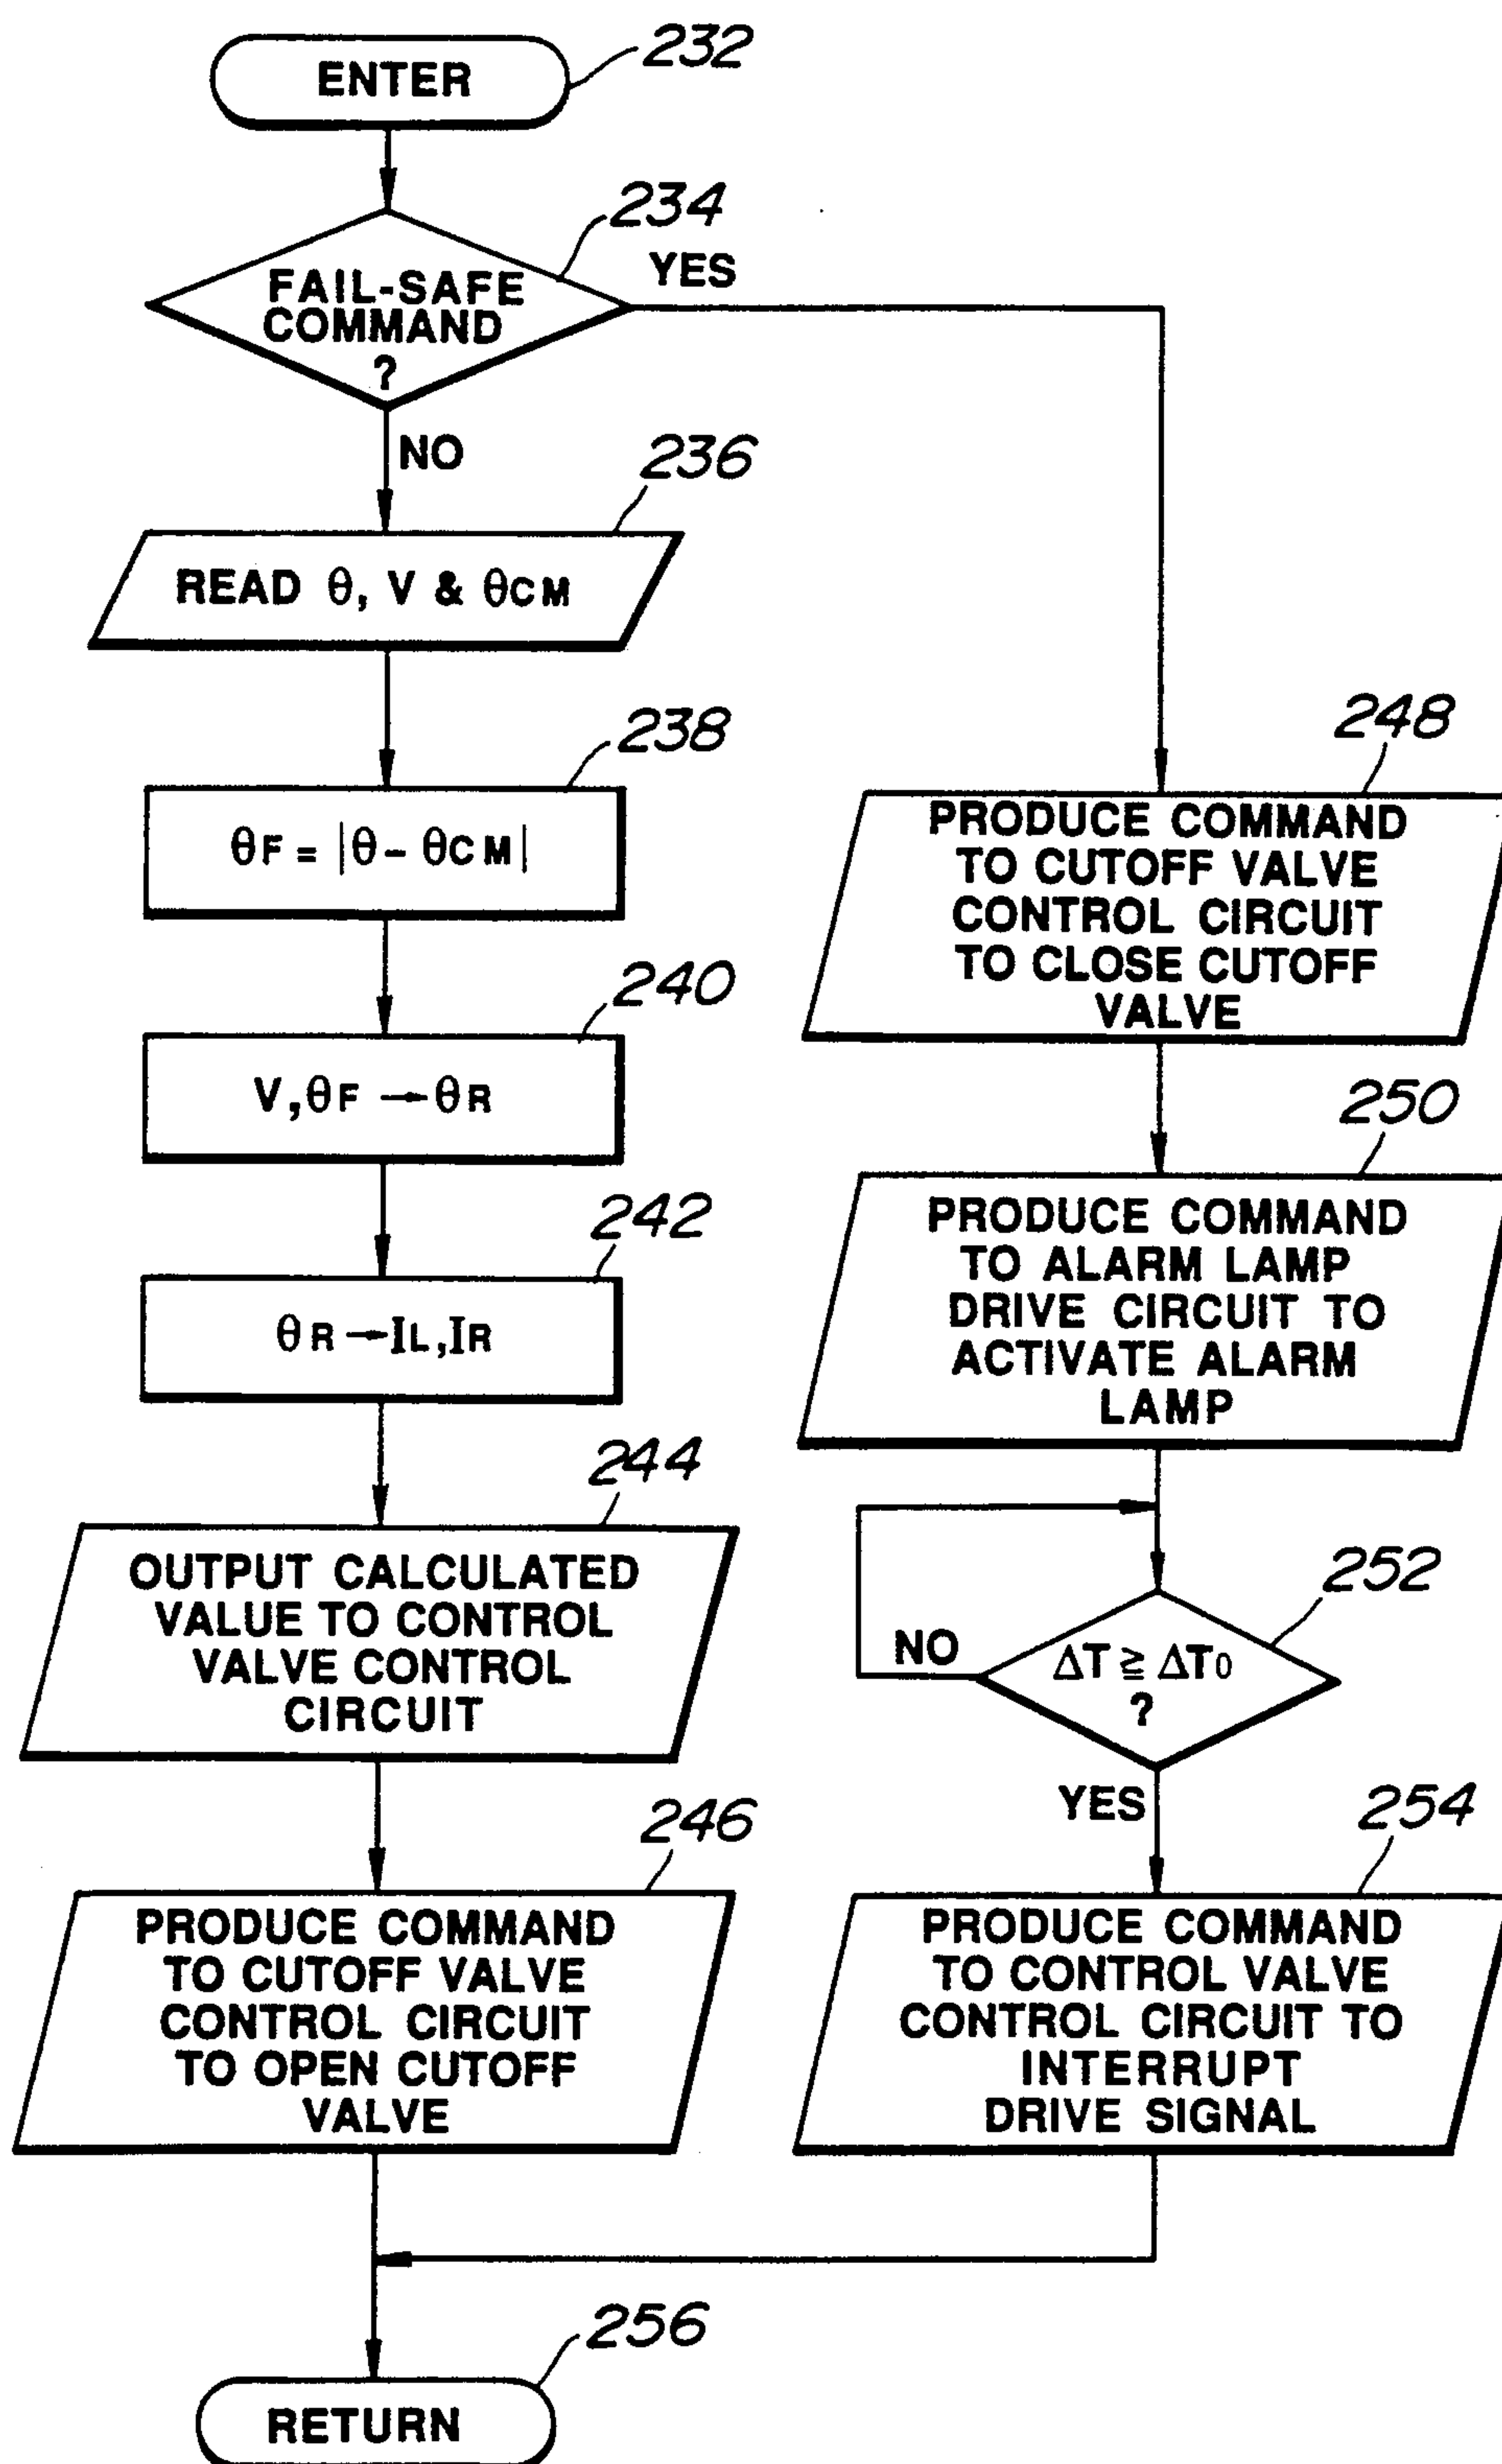 232
ENTER
234
FAIL-SAFE
COMMAND
?
YES
NO
236
READ θ, V & θCM
238
θF = |θ - θCM|
240
V, θF → θR
242
θR → IL, IR
244
OUTPUT CALCULATED
VALUE TO CONTROL
VALVE CONTROL
CIRCUIT
246
PRODUCE COMMAND
TO CUTOFF VALVE
CONTROL CIRCUIT
TO OPEN CUTOFF
VALVE
248
PRODUCE COMMAND
TO CUTOFF VALVE
CONTROL CIRCUIT
TO CLOSE CUTOFF
VALVE
250
PRODUCE COMMAND
TO ALARM LAMP
DRIVE CIRCUIT TO
ACTIVATE ALARM
LAMP
252
NO
ΔT ≧ ΔT0
?
YES
254
PRODUCE COMMAND
TO CONTROL VALVE
CONTROL CIRCUIT TO
INTERRUPT
DRIVE SIGNAL
256
RETURN